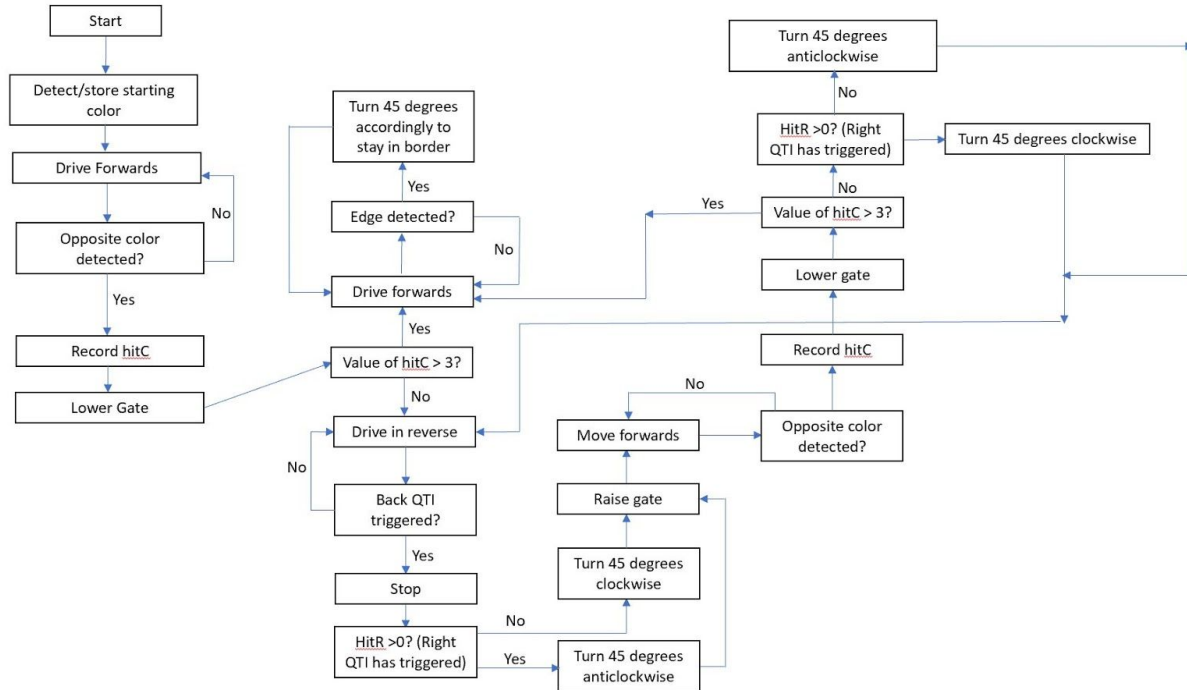 Start
Detect/store starting
color
Drive Forwards
No
Opposite color
detected?
Yes
Record hitC
Lower Gate
Turn 45 degrees
accordingly to
stay in border
Yes
Edge detected?
No
Drive forwards
Yes
Value of hitC > 3?
No
Drive in reverse
No
Back QTI
triggered?
Yes
Stop
HitR >0? (Right
QTI has triggered)
No
Yes
Turn 45 degrees
anticlockwise
Turn 45 degrees
clockwise
Raise gate
Move forwards
No
Opposite color
detected?
Record hitC
Lower gate
Value of hitC > 3?
Yes
No
HitR >0? (Right
QTI has triggered)
Turn 45 degrees clockwise
No
Turn 45 degrees
anticlockwise